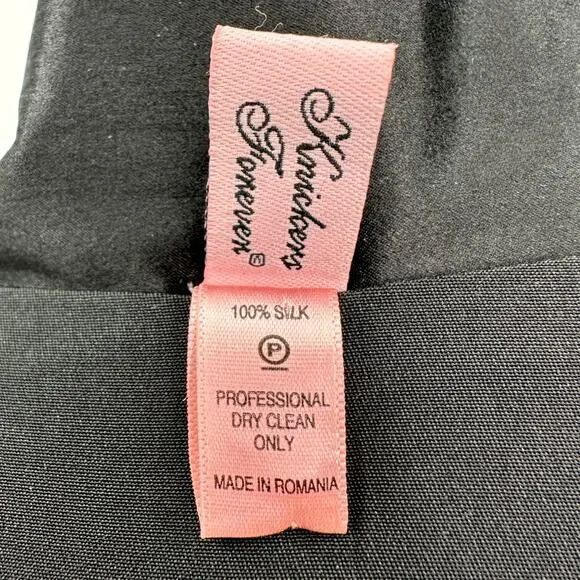 Knickers
Forever®
100% SILK
P
PROFESSIONAL
DRY CLEAN
ONLY
MADE IN ROMANIA